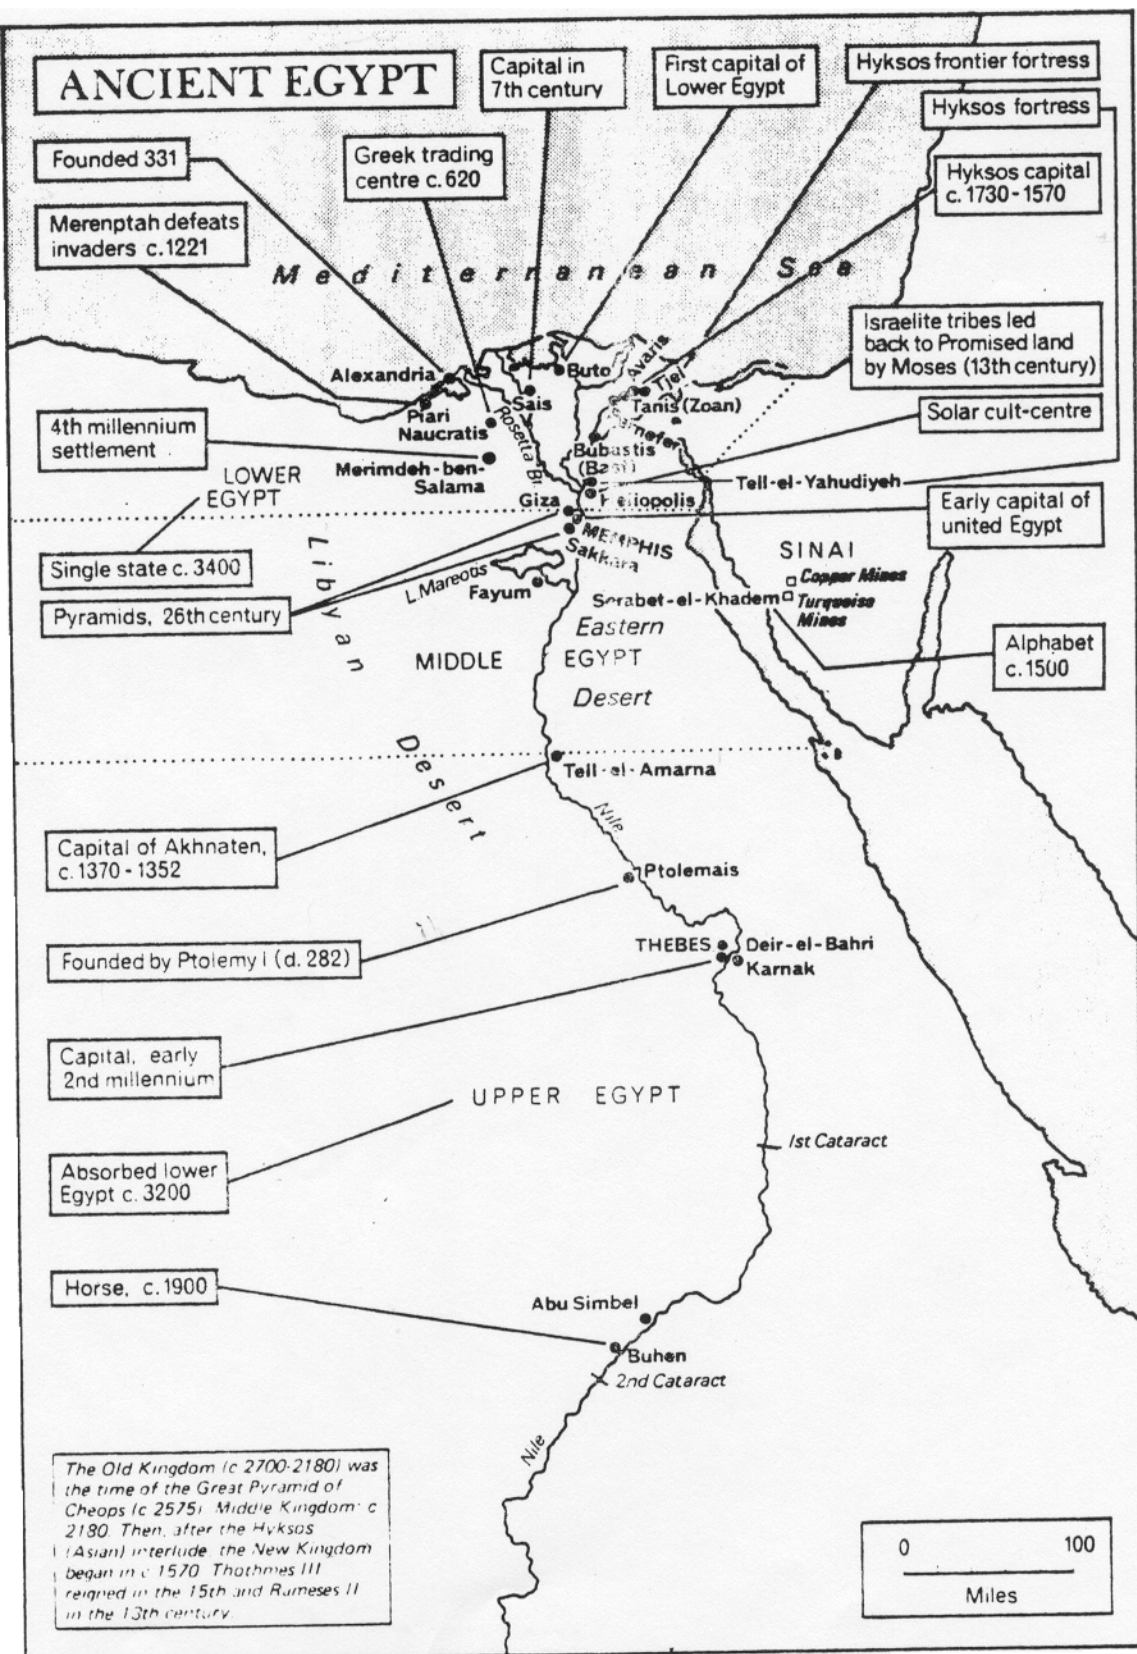 ANCIENT EGYPT
Capital in
7th century
First capital of
Lower Egypt
Hyksos frontier fortress
Hyksos fortress
Founded 331
Greek trading
centre c.620
Hyksos capital
c.1730-1570
Merenptah defeats
invaders c.1221
Mediterranean Sea
Israelite tribes led
back to Promised land
by Moses (13th century)
Alexandria
Buto
Avaris
Tjel
Piari
Sais
Tanis (Zoan)
Solar cult-centre
4th millennium
settlement
Naucratis
Rosetta Br.
Bubastis
(Bast)
Merimdeh-ben-
Salama
LOWER
EGYPT
Tell-el-Yahudiyeh
Giza
Heliopolis
Early capital of
united Egypt
MEMPHIS
Sakkara
SINAI
Single state c.3400
Libyan Desert
L.Mareotis
Copper Mines
Fayum
Serabet-el-Khadem
Turquoise
Mines
Pyramids, 26th century
Eastern
Desert
MIDDLE EGYPT
Alphabet
c.1500
Tell-el-Amarna
Nile
Capital of Akhnaten,
c.1370-1352
Ptolemais
THEBES
Deir-el-Bahri
Karnak
Founded by Ptolemy I (d. 282)
Capital, early
2nd millennium
UPPER EGYPT
1st Cataract
Absorbed lower
Egypt c. 3200
Horse, c.1900
Abu Simbel
Buhen
2nd Cataract
Nile
The Old Kingdom (c 2700-2180) was
the time of the Great Pyramid of
Cheops (c 2575). Middle Kingdom: c
2180. Then, after the Hyksos
(Asian) interlude, the New Kingdom
began in c 1570. Thothmes III
reigned in the 15th and Rameses II
in the 13th century.
0 100
Miles